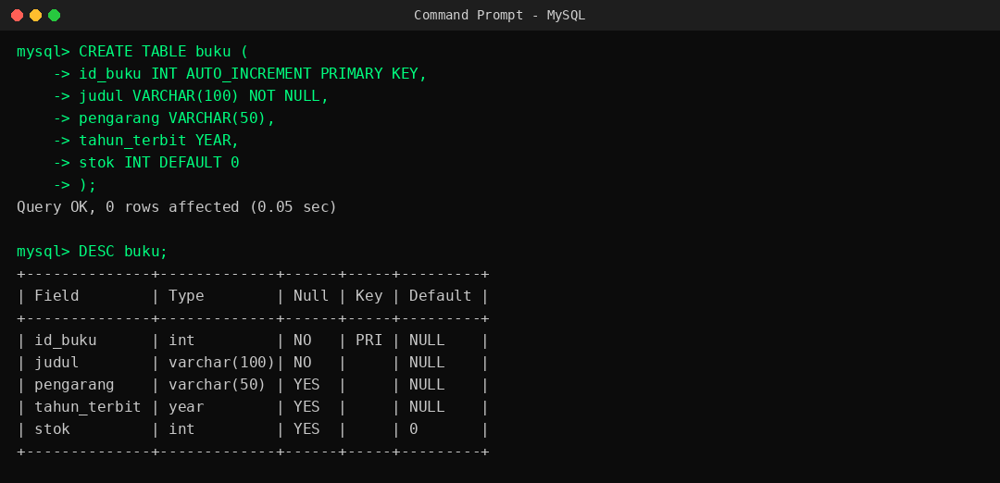 Command Prompt - MySQL
mysql> CREATE TABLE buku (
    -> id_buku INT AUTO_INCREMENT PRIMARY KEY,
    -> judul VARCHAR(100) NOT NULL,
    -> pengarang VARCHAR(50),
    -> tahun_terbit YEAR,
    -> stok INT DEFAULT 0
    -> );
Query OK, 0 rows affected (0.05 sec)
mysql> DESC buku;
+--------------+-------------+------+-----+---------+
| Field        | Type        | Null | Key | Default |
+--------------+-------------+------+-----+---------+
| id_buku      | int         | NO   | PRI | NULL    |
| judul        | varchar(100)| NO   |     | NULL    |
| pengarang    | varchar(50) | YES  |     | NULL    |
| tahun_terbit | year        | YES  |     | NULL    |
| stok         | int         | YES  |     | 0       |
+--------------+-------------+------+-----+---------+